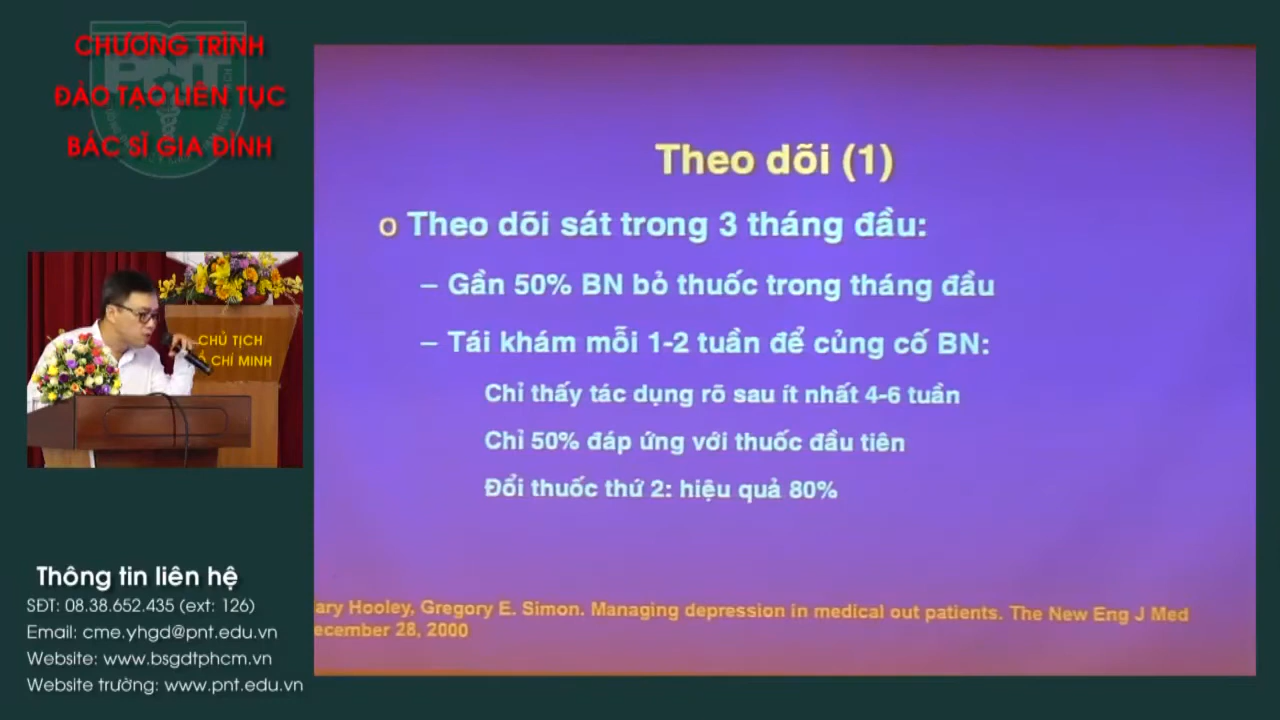 CHƯƠNG TRÌNH
ĐÀO TẠO LIÊN TỤC
BÁC SĨ GIA ĐÌNH
PNT
CHỦ TỊCH
CHÍ MINH
Thông tin liên hệ
SĐT: 08.38.652.435 (ext: 126)
Email: cme.yhgd@pnt.edu.vn
Website: www.bsgdtphcm.vn
Website trường: www.pnt.edu.vn
Theo dõi (1)
o Theo dõi sát trong 3 tháng đầu:
– Gần 50% BN bỏ thuốc trong tháng đầu
– Tái khám mỗi 1-2 tuần để củng cố BN:
Chỉ thấy tác dụng rõ sau ít nhất 4-6 tuần
Chỉ 50% đáp ứng với thuốc đầu tiên
Đổi thuốc thứ 2: hiệu quả 80%
ary Hooley, Gregory E. Simon. Managing depression in medical out patients. The New Eng J Med
ecember 28, 2000